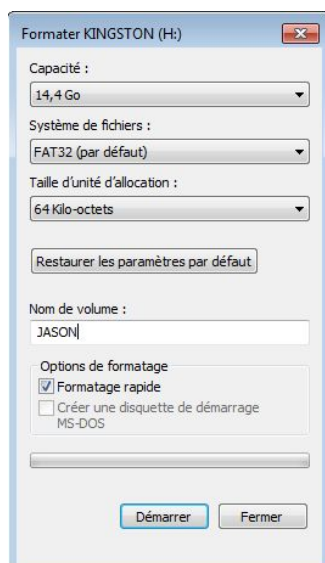 Formater KINGSTON (H:)
Capacité :
14,4 Go
Système de fichiers :
FAT32 (par défaut)
Taille d'unité d'allocation :
64 Kilo-octets
Restaurer les paramètres par défaut
Nom de volume :
JASON
Options de formatage
Formatage rapide
Créer une disquette de démarrage
MS-DOS
Démarrer Fermer